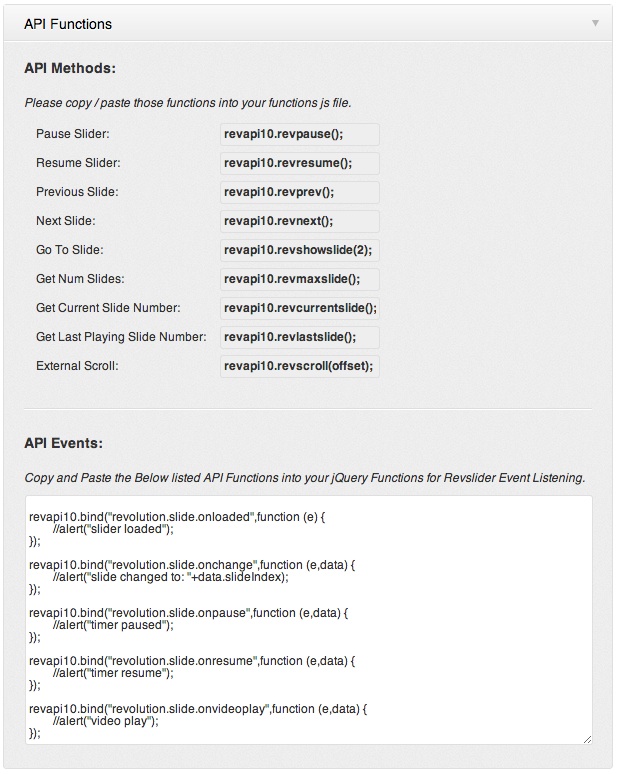 API Functions
API Methods:
Please copy / paste those functions into your functions js file.
Pause Slider: revapi10.revpause();
Resume Slider: revapi10.revresume();
Previous Slide: revapi10.revprev();
Next Slide: revapi10.revnext();
Go To Slide: revapi10.revshowslide(2);
Get Num Slides: revapi10.revmaxslide();
Get Current Slide Number: revapi10.revcurrentslide();
Get Last Playing Slide Number: revapi10.revlastslide();
External Scroll: revapi10.revscroll(offset);
API Events:
Copy and Paste the Below listed API Functions into your jQuery Functions for Revslider Event Listening.
revapi10.bind("revolution.slide.onloaded",function (e) {
//alert("slider loaded");
});
revapi10.bind("revolution.slide.onchange",function (e,data) {
//alert("slide changed to: "+data.slideIndex);
});
revapi10.bind("revolution.slide.onpause",function (e,data) {
//alert("timer paused");
});
revapi10.bind("revolution.slide.onresume",function (e,data) {
//alert("timer resume");
});
revapi10.bind("revolution.slide.onvideoplay",function (e,data) {
//alert("video play");
});